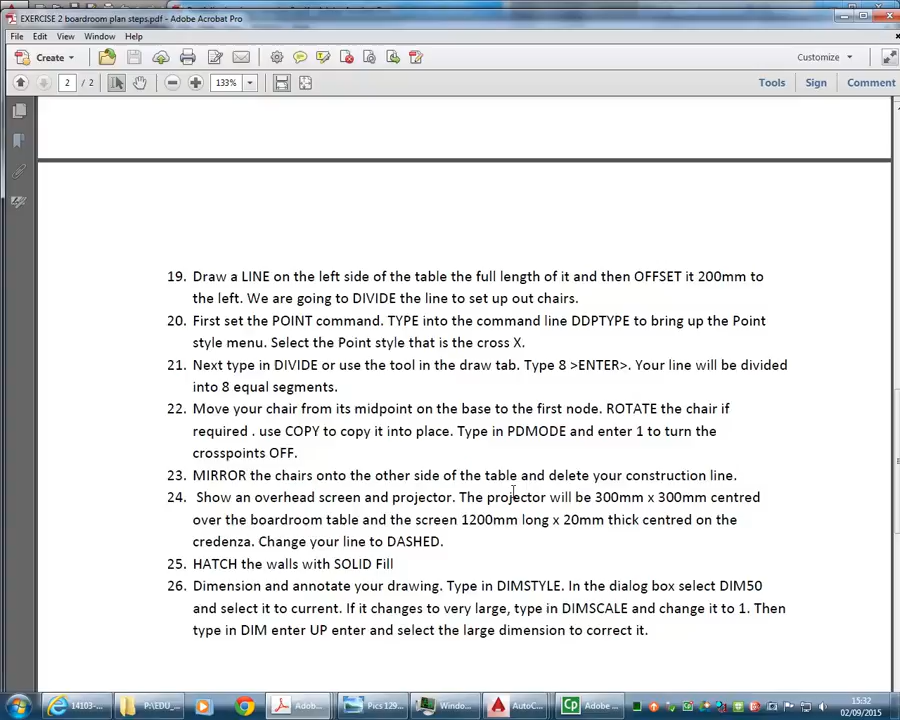 EXERCISE 2 boardroom plan steps.pdf - Adobe Acrobat Pro
File Edit View Window Help
Create Customize
2 / 2 133% Tools Sign Comment
19. Draw a LINE on the left side of the table the full length of it and then OFFSET it 200mm to
the left. We are going to DIVIDE the line to set up out chairs.
20. First set the POINT command. TYPE into the command line DDPTYPE to bring up the Point
style menu. Select the Point style that is the cross X.
21. Next type in DIVIDE or use the tool in the draw tab. Type 8 >ENTER>. Your line will be divided
into 8 equal segments.
22. Move your chair from its midpoint on the base to the first node. ROTATE the chair if
required . use COPY to copy it into place. Type in PDMODE and enter 1 to turn the
crosspoints OFF.
23. MIRROR the chairs onto the other side of the table and delete your construction line.
24. Show an overhead screen and projector. The projector will be 300mm x 300mm centred
over the boardroom table and the screen 1200mm long x 20mm thick centred on the
credenza. Change your line to DASHED.
25. HATCH the walls with SOLID Fill
26. Dimension and annotate your drawing. Type in DIMSTYLE. In the dialog box select DIM50
and select it to current. If it changes to very large, type in DIMSCALE and change it to 1. Then
type in DIM enter UP enter and select the large dimension to correct it.
14103-... P:\EDU_... Adob... Pics 129... Windo... AutoC... Cp Adobe ... 15:32
02/09/2015